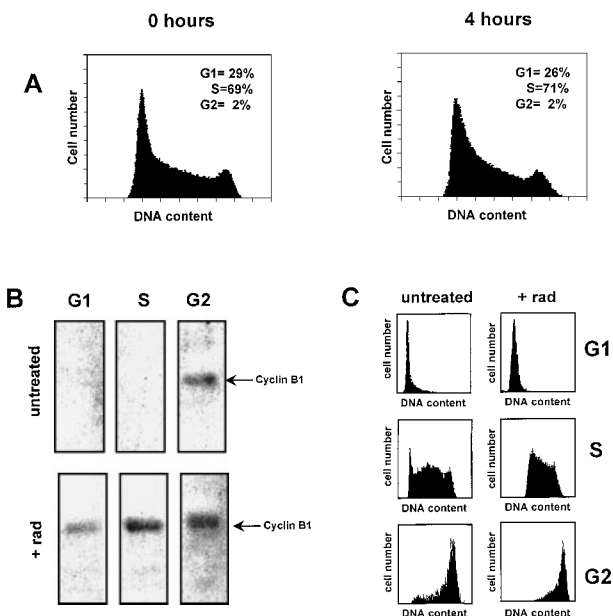 0 hours
4 hours
A
G1= 29%
S=69%
G2= 2%
Cell number
DNA content
G1= 26%
S=71%
G2= 2%
Cell number
DNA content
B
G1 S G2
untreated
Cyclin B1
+ rad
Cyclin B1
C
untreated + rad
cell number
DNA content
cell number
DNA content
G1
cell number
DNA content
cell number
DNA content
S
cell number
DNA content
cell number
DNA content
G2